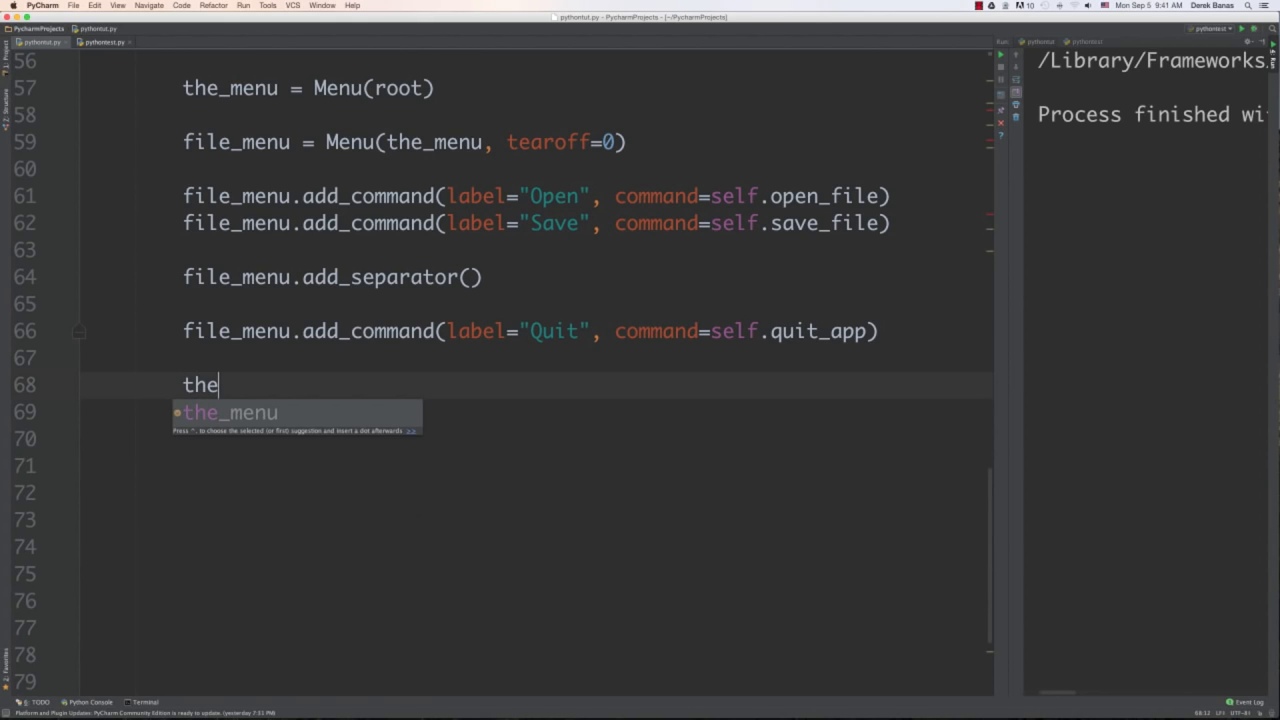 PyCharm File Edit View Navigate Code Refactor Run Tools VCS Window Help 10 Mon Sep 5 9:41 AM Derek Banas
pythontut.py - PycharmProjects - [~/PycharmProjects]
PycharmProjects pythontut.py pythontest
pythontut.py pythontest.py Run: pythontut pythontest
56
57 the_menu = Menu(root)
58
59 file_menu = Menu(the_menu, tearoff=0)
60
61 file_menu.add_command(label="Open", command=self.open_file)
62 file_menu.add_command(label="Save", command=self.save_file)
63
64 file_menu.add_separator()
65
66 file_menu.add_command(label="Quit", command=self.quit_app)
67
68 the
69 the_menu
Press ^. to choose the selected (or first) suggestion and insert a dot afterwards >>
70
71
72
73
74
75
76
77
78
79
/Library/Frameworks
Process finished wi
1: Project
7: Structure
2: Favorites
4: Run
6: TODO Python Console Terminal Event Log
Platform and Plugin Updates: PyCharm Community Edition is ready to update. (yesterday 7:51 PM) 68:12 LF÷ UTF-8÷